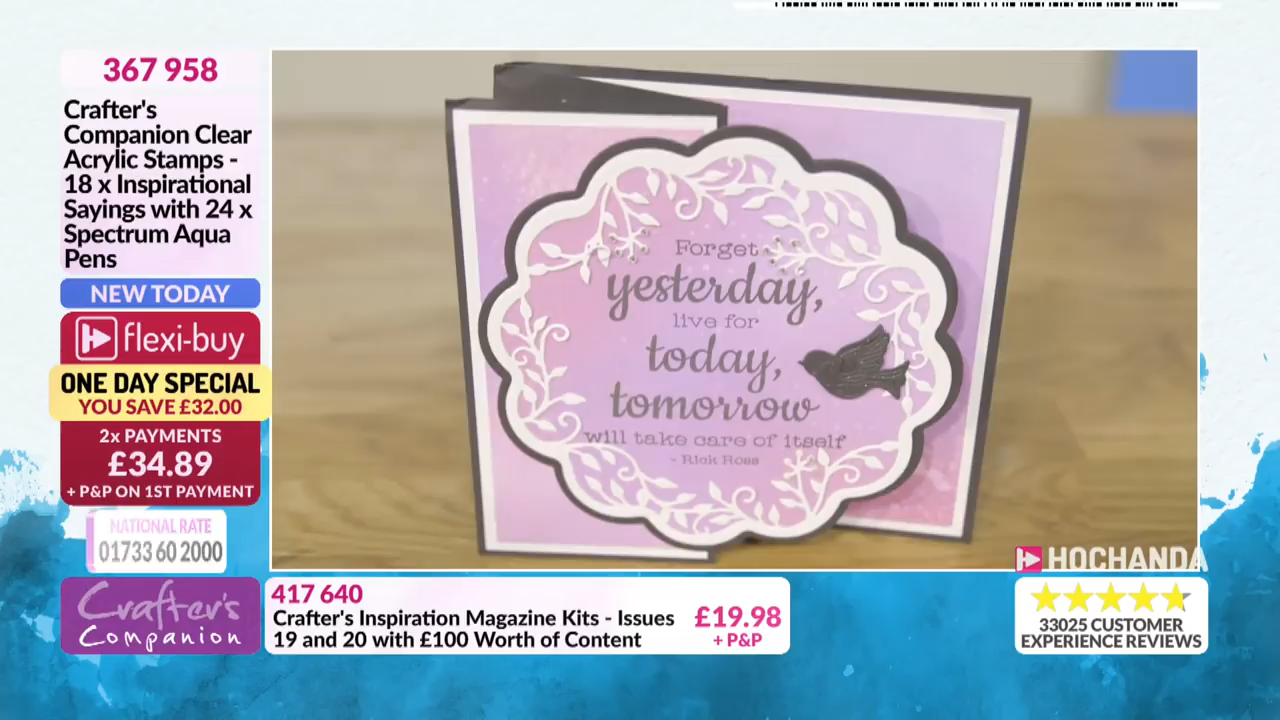 367 958
Crafter's
Companion Clear
Acrylic Stamps -
18 x Inspirational
Sayings with 24 x
Spectrum Aqua
Pens
NEW TODAY
flexi-buy
ONE DAY SPECIAL
YOU SAVE £32.00
2x PAYMENTS
£34.89
+ P&P ON 1ST PAYMENT
NATIONAL RATE
01733 60 2000
Crafter's
Companion
Forget
yesterday,
live for
today,
tomorrow
will take care of itself
- Rick Ross
417 640
Crafter's Inspiration Magazine Kits - Issues
19 and 20 with £100 Worth of Content
£19.98
+ P&P
HOCHANDA
33025 CUSTOMER
EXPERIENCE REVIEWS